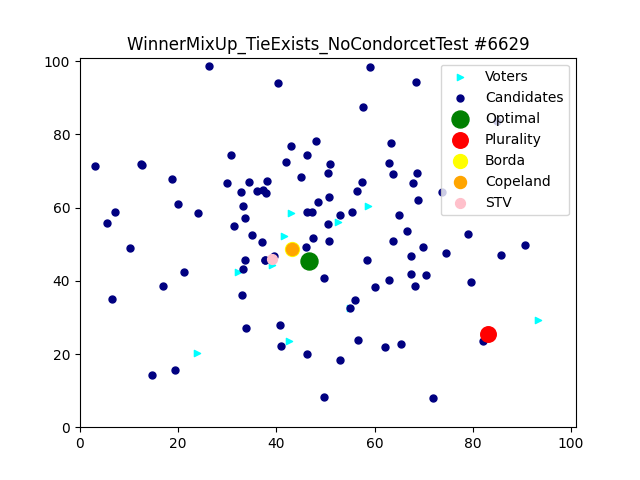 WinnerMixUp_TieExists_NoCondorcetTest #6629
100
80
60
40
20
0
0
20
40
60
80
100
Voters
Candidates
Optimal
Plurality
Borda
Copeland
STV